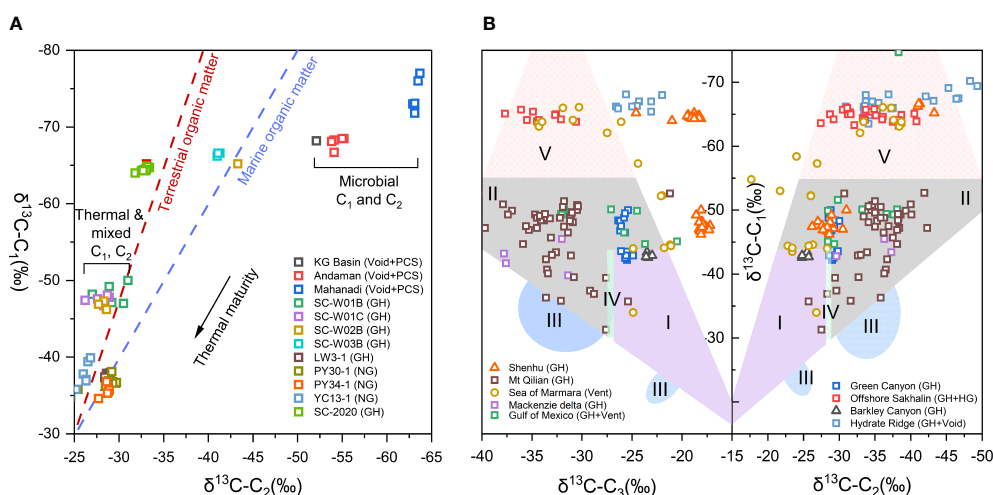 A
B
δ¹³C-C₁(‰)
-80
-70
-60
-50
-40
-30
-25
-30
-35
-40
-45
-50
-55
-60
-65
δ¹³C-C₂(‰)
Terrestrial organic matter
Marine organic matter
Microbial
C₁ and C₂
Thermal &
mixed
C₁, C₂
Thermal maturity
KG Basin (Void+PCS)
Andaman (Void+PCS)
Mahanadi (Void+PCS)
SC-W01B (GH)
SC-W01C (GH)
SC-W02B (GH)
SC-W03B (GH)
LW3-1 (GH)
PY30-1 (NG)
PY34-1 (NG)
YC13-1 (NG)
SC-2020 (GH)
V
II
III
IV
I
III
Shenhu (GH)
Mt Qilian (GH)
Sea of Marmara (Vent)
Mackenzie delta (GH)
Gulf of Mexico (GH+Vent)
-40
-35
-30
-25
-20
δ¹³C-C₃(‰)
δ¹³C-C₁(‰)
-70
-60
-50
-40
-30
V
II
I
IV
III
III
Green Canyon (GH)
Offshore Sakhalin (GH+HG)
Barkley Canyon (GH)
Hydrate Ridge (GH+Void)
-15
-20
-25
-30
-35
-40
-45
-50
δ¹³C-C₂(‰)